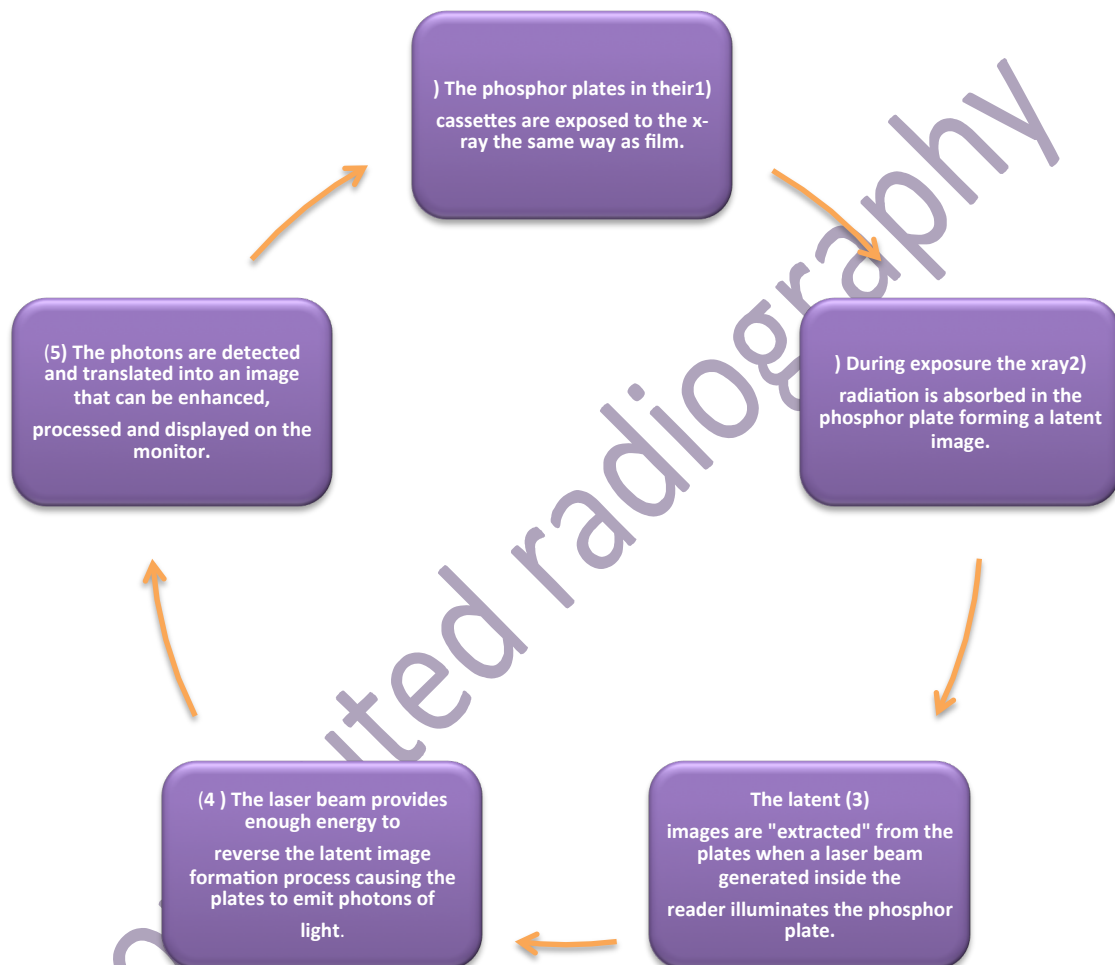 ) The phosphor plates in their1)
cassettes are exposed to the x-
ray the same way as film.
) During exposure the xray2)
radiation is absorbed in the
phosphor plate forming a latent
image.
The latent (3)
images are "extracted" from the
plates when a laser beam
generated inside the
reader illuminates the phosphor
plate.
(4 ) The laser beam provides
enough energy to
reverse the latent image
formation process causing the
plates to emit photons of
light.
(5) The photons are detected
and translated into an image
that can be enhanced,
processed and displayed on the
monitor.
radiography